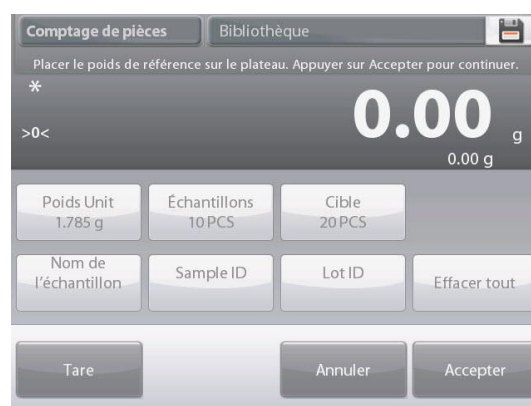 Comptage de pièces
Bibliothèque
Placer le poids de référence sur le plateau. Appuyer sur Accepter pour continuer.
*
>0<
0.00 g
0.00 g
Poids Unit
1.785 g
Échantillons
10 PCS
Cible
20 PCS
Nom de
l'échantillon
Sample ID
Lot ID
Effacer tout
Tare
Annuler
Accepter